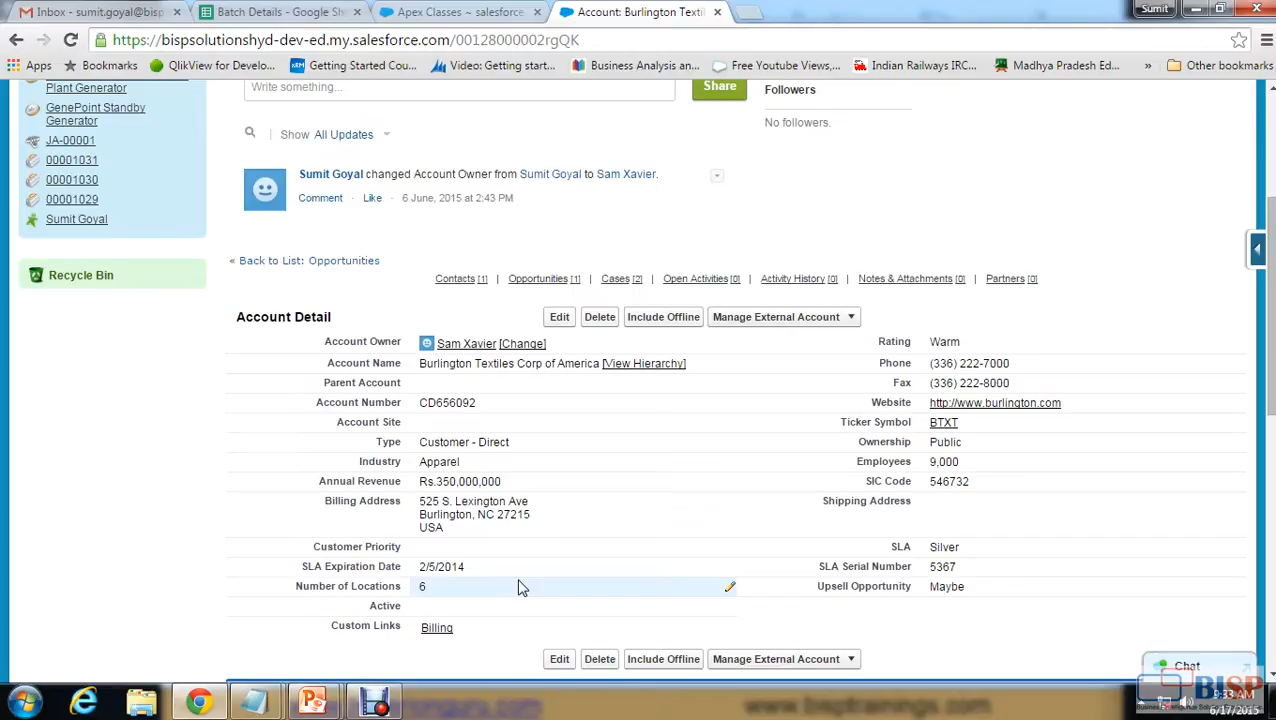 Inbox - sumit.goyal@bisp
Batch Details - Google She
Apex Classes ~ salesforce
Account: Burlington Texti
Sumit
https://bispsolutionshyd-dev-ed.my.salesforce.com/00128000002rgQK
Apps
Bookmarks
QlikView for Develo...
Getting Started Cou...
Video: Getting start...
Business Analysis an...
Free Youtube Views,...
Indian Railways IRC...
Madhya Pradesh Ed...
»
Other bookmarks
Plant Generator
GenePoint Standby
Generator
JA-00001
00001031
00001030
00001029
Sumit Goyal
Recycle Bin
Write something...
Share
Followers
No followers.
Show All Updates
Sumit Goyal changed Account Owner from Sumit Goyal to Sam Xavier.
Comment · Like · 6 June, 2015 at 2:43 PM
« Back to List: Opportunities
Contacts [1] | Opportunities [1] | Cases [2] | Open Activities [0] | Activity History [0] | Notes & Attachments [0] | Partners [0]
Account Detail
Edit Delete Include Offline Manage External Account
Account Owner Sam Xavier [Change] Rating Warm
Account Name Burlington Textiles Corp of America [View Hierarchy] Phone (336) 222-7000
Parent Account Fax (336) 222-8000
Account Number CD656092 Website http://www.burlington.com
Account Site Ticker Symbol BTXT
Type Customer - Direct Ownership Public
Industry Apparel Employees 9,000
Annual Revenue Rs.350,000,000 SIC Code 546732
Billing Address 525 S. Lexington Ave Shipping Address
Burlington, NC 27215
USA
Customer Priority SLA Silver
SLA Expiration Date 2/5/2014 SLA Serial Number 5367
Number of Locations 6 Upsell Opportunity Maybe
Active
Custom Links Billing
Edit Delete Include Offline Manage External Account
Chat
BISP
www.bisptrainings.com
9:33 AM
6/17/2015